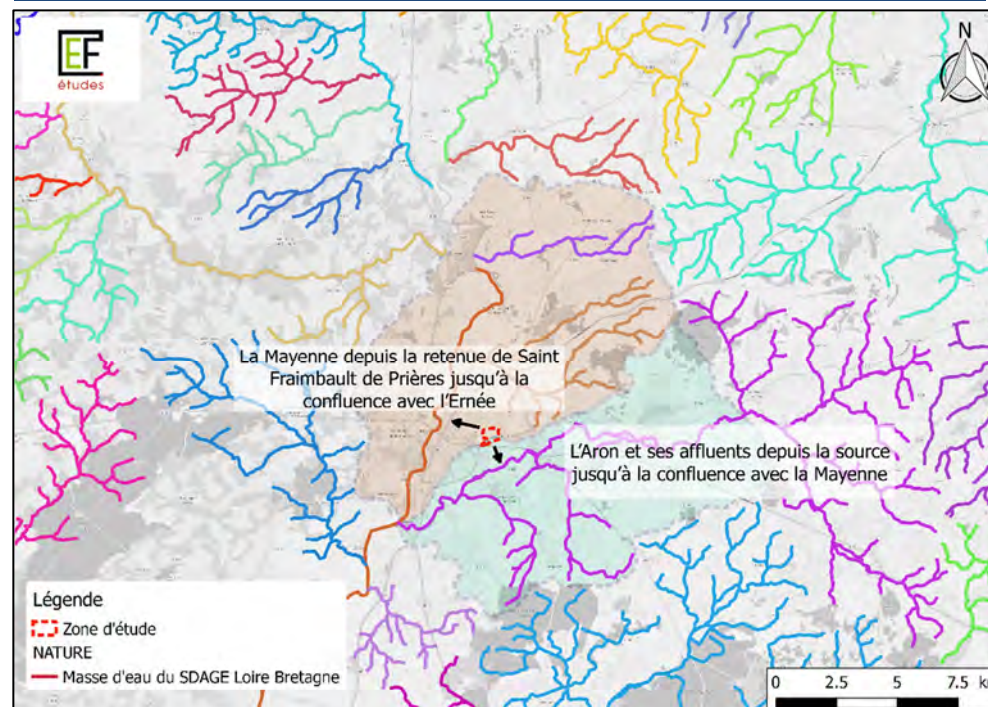 EF
études
N
La Mayenne depuis la retenue de Saint
Fraimbault de Prières jusqu'à la
confluence avec l'Ernée
L'Aron et ses affluents depuis la source
jusqu'à la confluence avec la Mayenne
Légende
Zone d'étude
NATURE
Masse d'eau du SDAGE Loire Bretagne
0 2.5 5 7.5 k